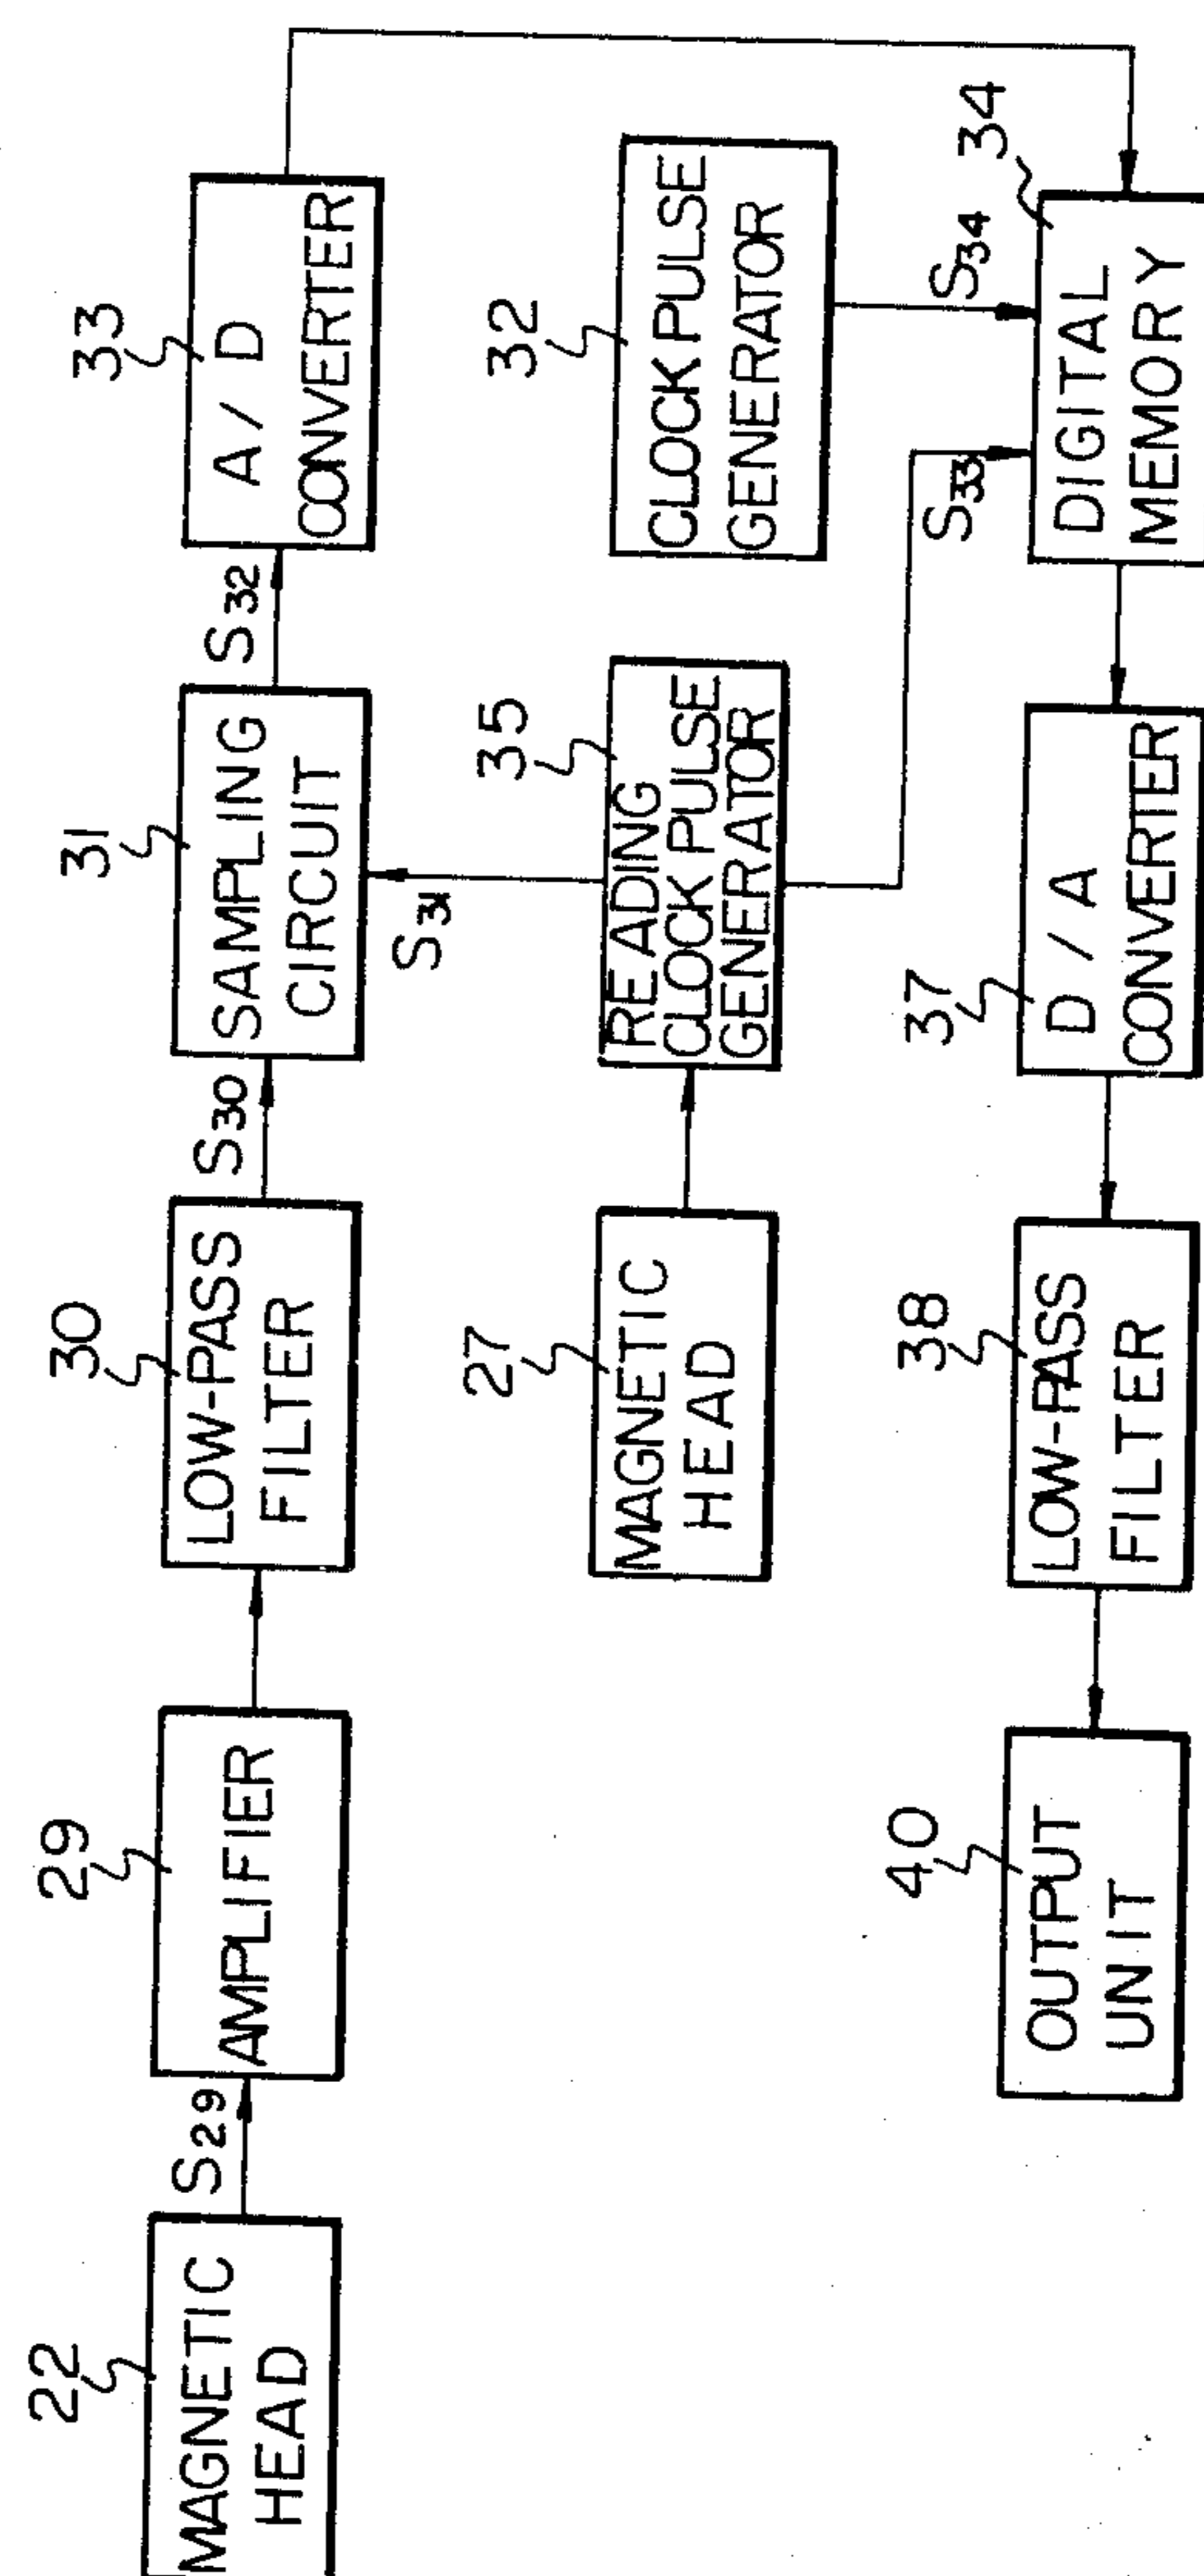 22
MAGNETIC
HEAD
S29
29
AMPLIFIER
30
LOW-PASS
FILTER
S30
31
SAMPLING
CIRCUIT
S32
33
A/D
CONVERTER
27
MAGNETIC
HEAD
S31
35
READING
CLOCK PULSE
GENERATOR
32
CLOCK PULSE
GENERATOR
40
OUTPUT
UNIT
38
LOW-PASS
FILTER
37
D/A
CONVERTER
S33
S34
34
DIGITAL
MEMORY